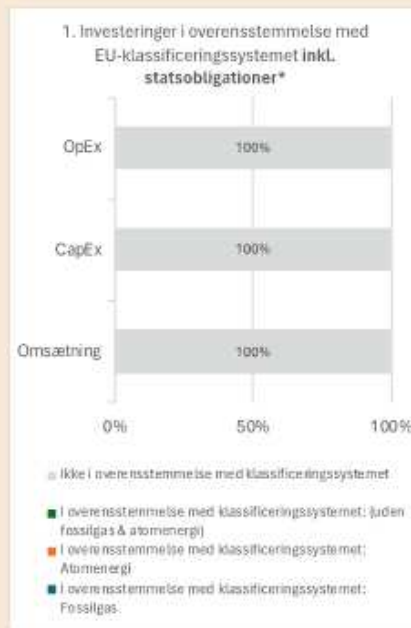 1. Investeringer i overensstemmelse med
EU-klassificeringssystemet inkl.
statsobligationer*
OpEx
100%
CapEx
100%
Omsætning
100%
0%
50%
100%
Ikke i overensstemmelse med klassificeringssystemet
I overensstemmelse med klassificeringssystemet: (uden
fossilgas & atomenergi)
I overensstemmelse med klassificeringssystemet:
Atomenergi
I overensstemmelse med klassificeringssystemet:
Fossilgas